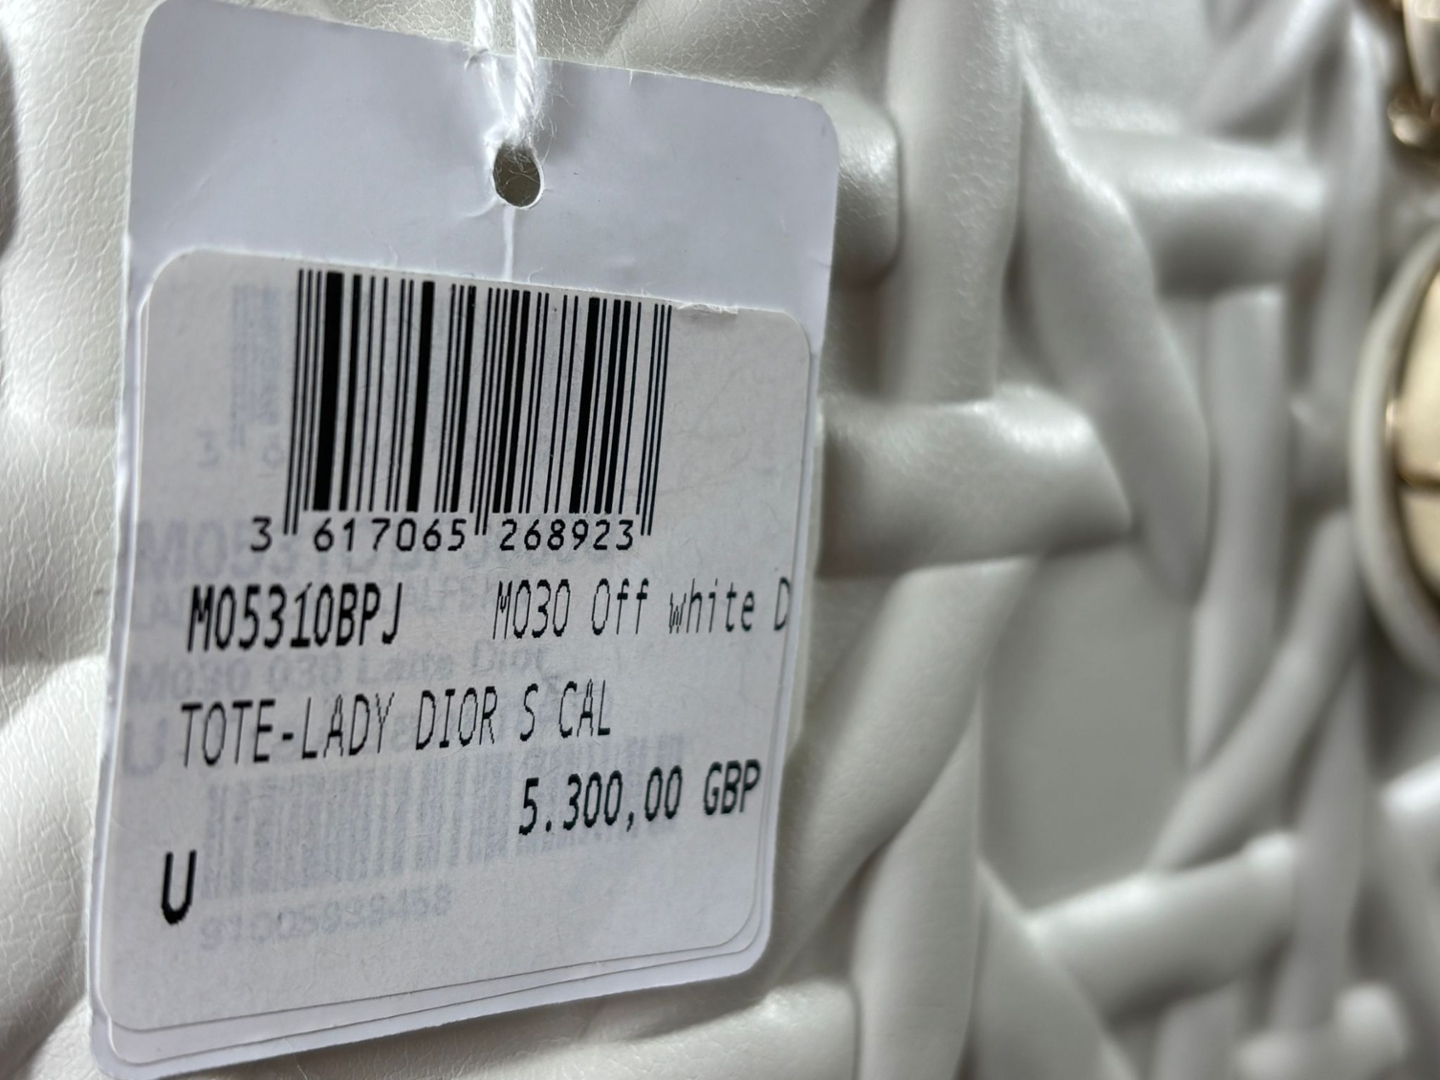 3 617065 268923
M05310BPJ M030 Off white D
TOTE-LADY DIOR S CAL
5.300,00 GBP
U